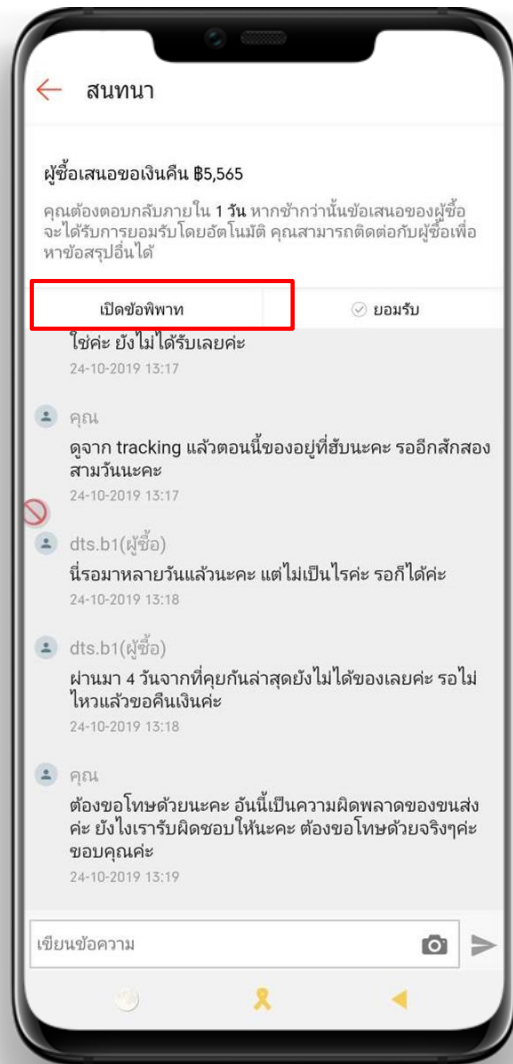 สนทนา
ผู้ซื้อเสนอขอเงินคืน ฿5,565
คุณต้องตอบกลับภายใน 1 วัน หากช้ากว่านั้นข้อเสนอของผู้ซื้อ
จะได้รับการยอมรับโดยอัตโนมัติ คุณสามารถติดต่อกับผู้ซื้อเพื่อ
หาข้อสรุปอื่นได้
เปิดข้อพิพาท
ยอมรับ
ใช่ค่ะ ยังไม่ได้รับเลยค่ะ
24-10-2019 13:17
คุณ
ดูจาก tracking แล้วตอนนี้ของอยู่ที่ฮับนะคะ รออีกสักสอง
สามวันนะคะ
24-10-2019 13:17
dts.b1(ผู้ซื้อ)
นี่รอมาหลายวันแล้วนะคะ แต่ไม่เป็นไรค่ะ รอก็ได้ค่ะ
24-10-2019 13:18
dts.b1(ผู้ซื้อ)
ผ่านมา 4 วันจากที่คุยกันล่าสุดยังไม่ได้ของเลยค่ะ รอไม่
ไหวแล้วขอคืนเงินค่ะ
24-10-2019 13:18
คุณ
ต้องขอโทษด้วยนะคะ อันนี้เป็นความผิดพลาดของขนส่ง
ค่ะ ยังไงเรารับผิดชอบให้นะคะ ต้องขอโทษด้วยจริงๆค่ะ
ขอบคุณค่ะ
24-10-2019 13:19
เขียนข้อความ